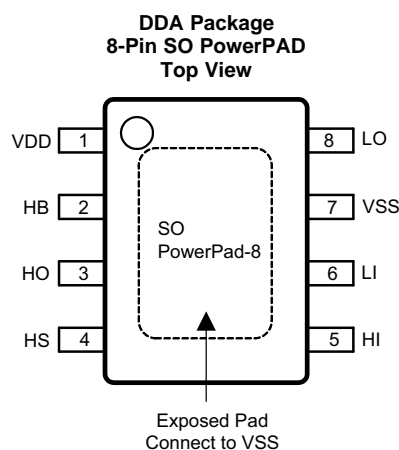 DDA Package
8-Pin SO PowerPAD
Top View
VDD 1
8 LO
HB 2
7 VSS
SO
PowerPad-8
HO 3
6 LI
HS 4
5 HI
Exposed Pad
Connect to VSS